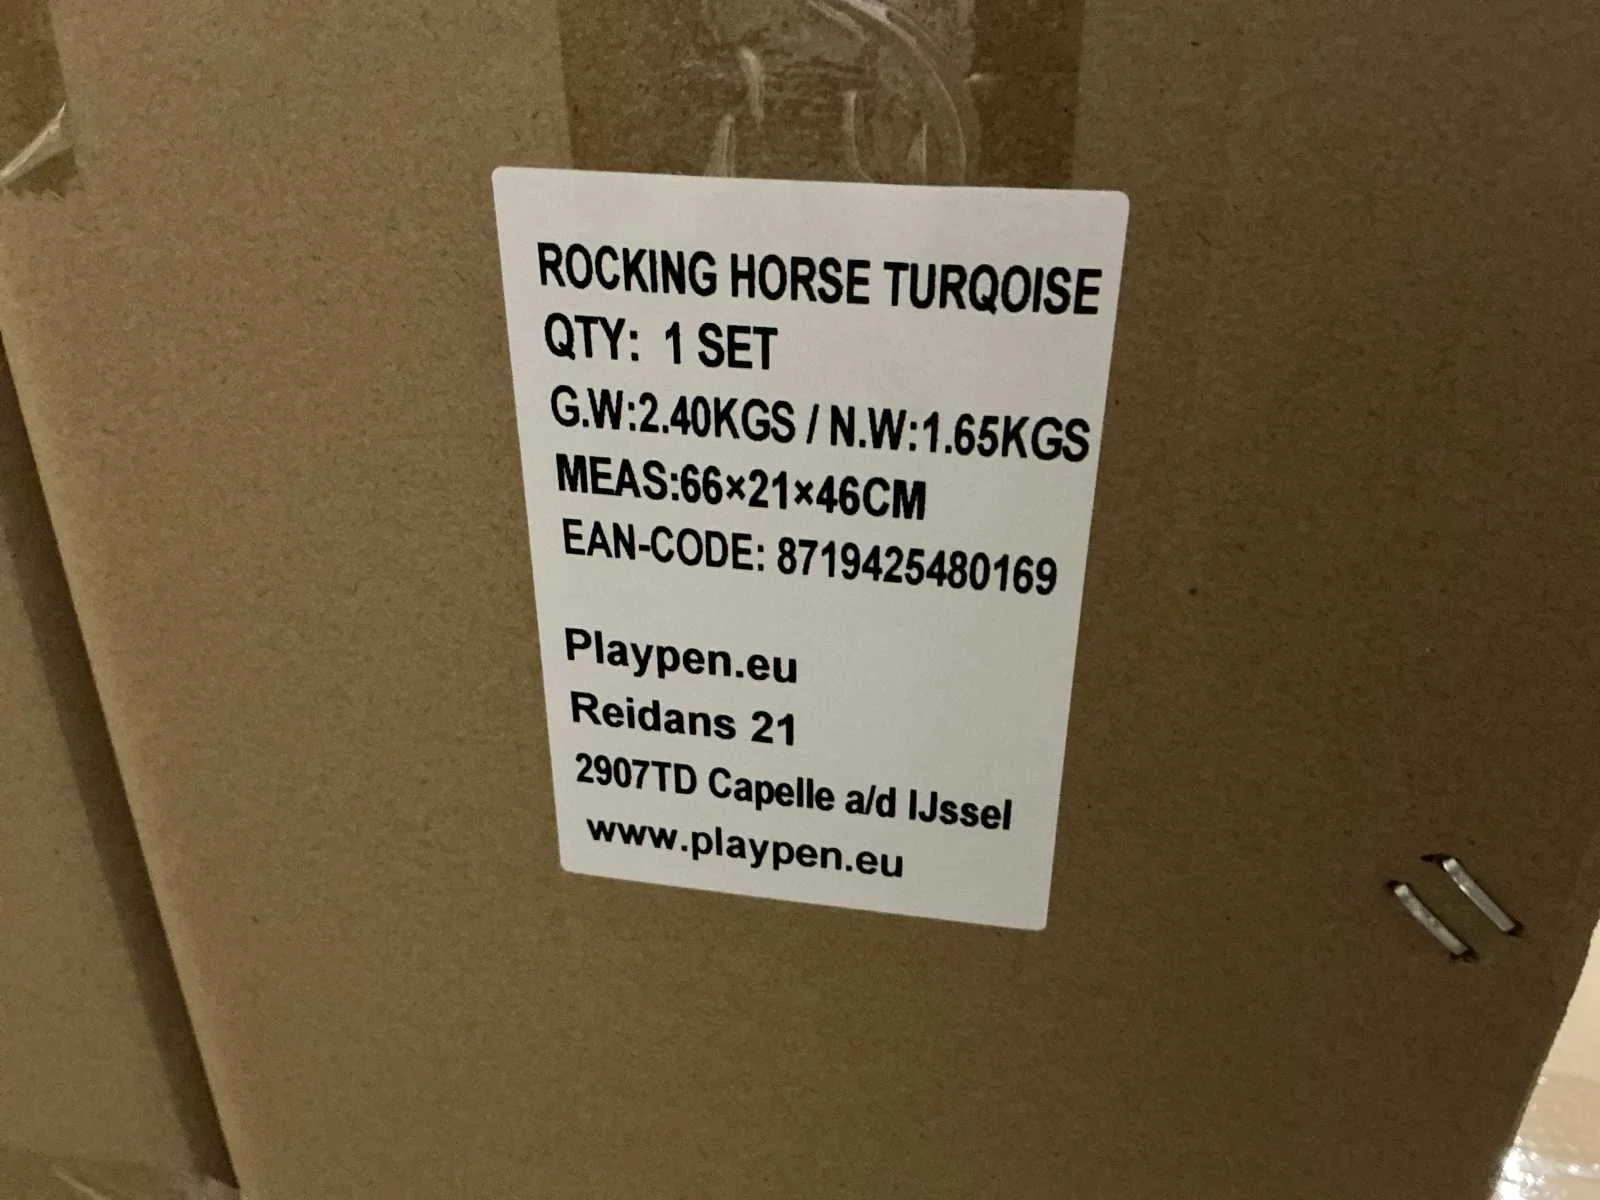 ROCKING HORSE TURQOISE
QTY: 1 SET
G.W:2.40KGS / N.W:1.65KGS
MEAS:66×21×46CM
EAN-CODE: 8719425480169
Playpen.eu
Reidans 21
2907TD Capelle a/d IJssel
www.playpen.eu